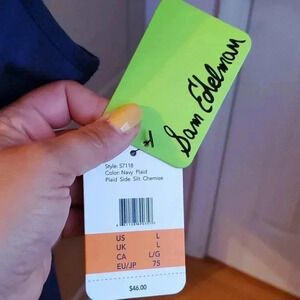 Sam Edelman
Style: S7118
Color: Navy Plaid
Plaid Side Slit Chemise
US L
UK L
CA L/G
EU/JP 75
$46.00